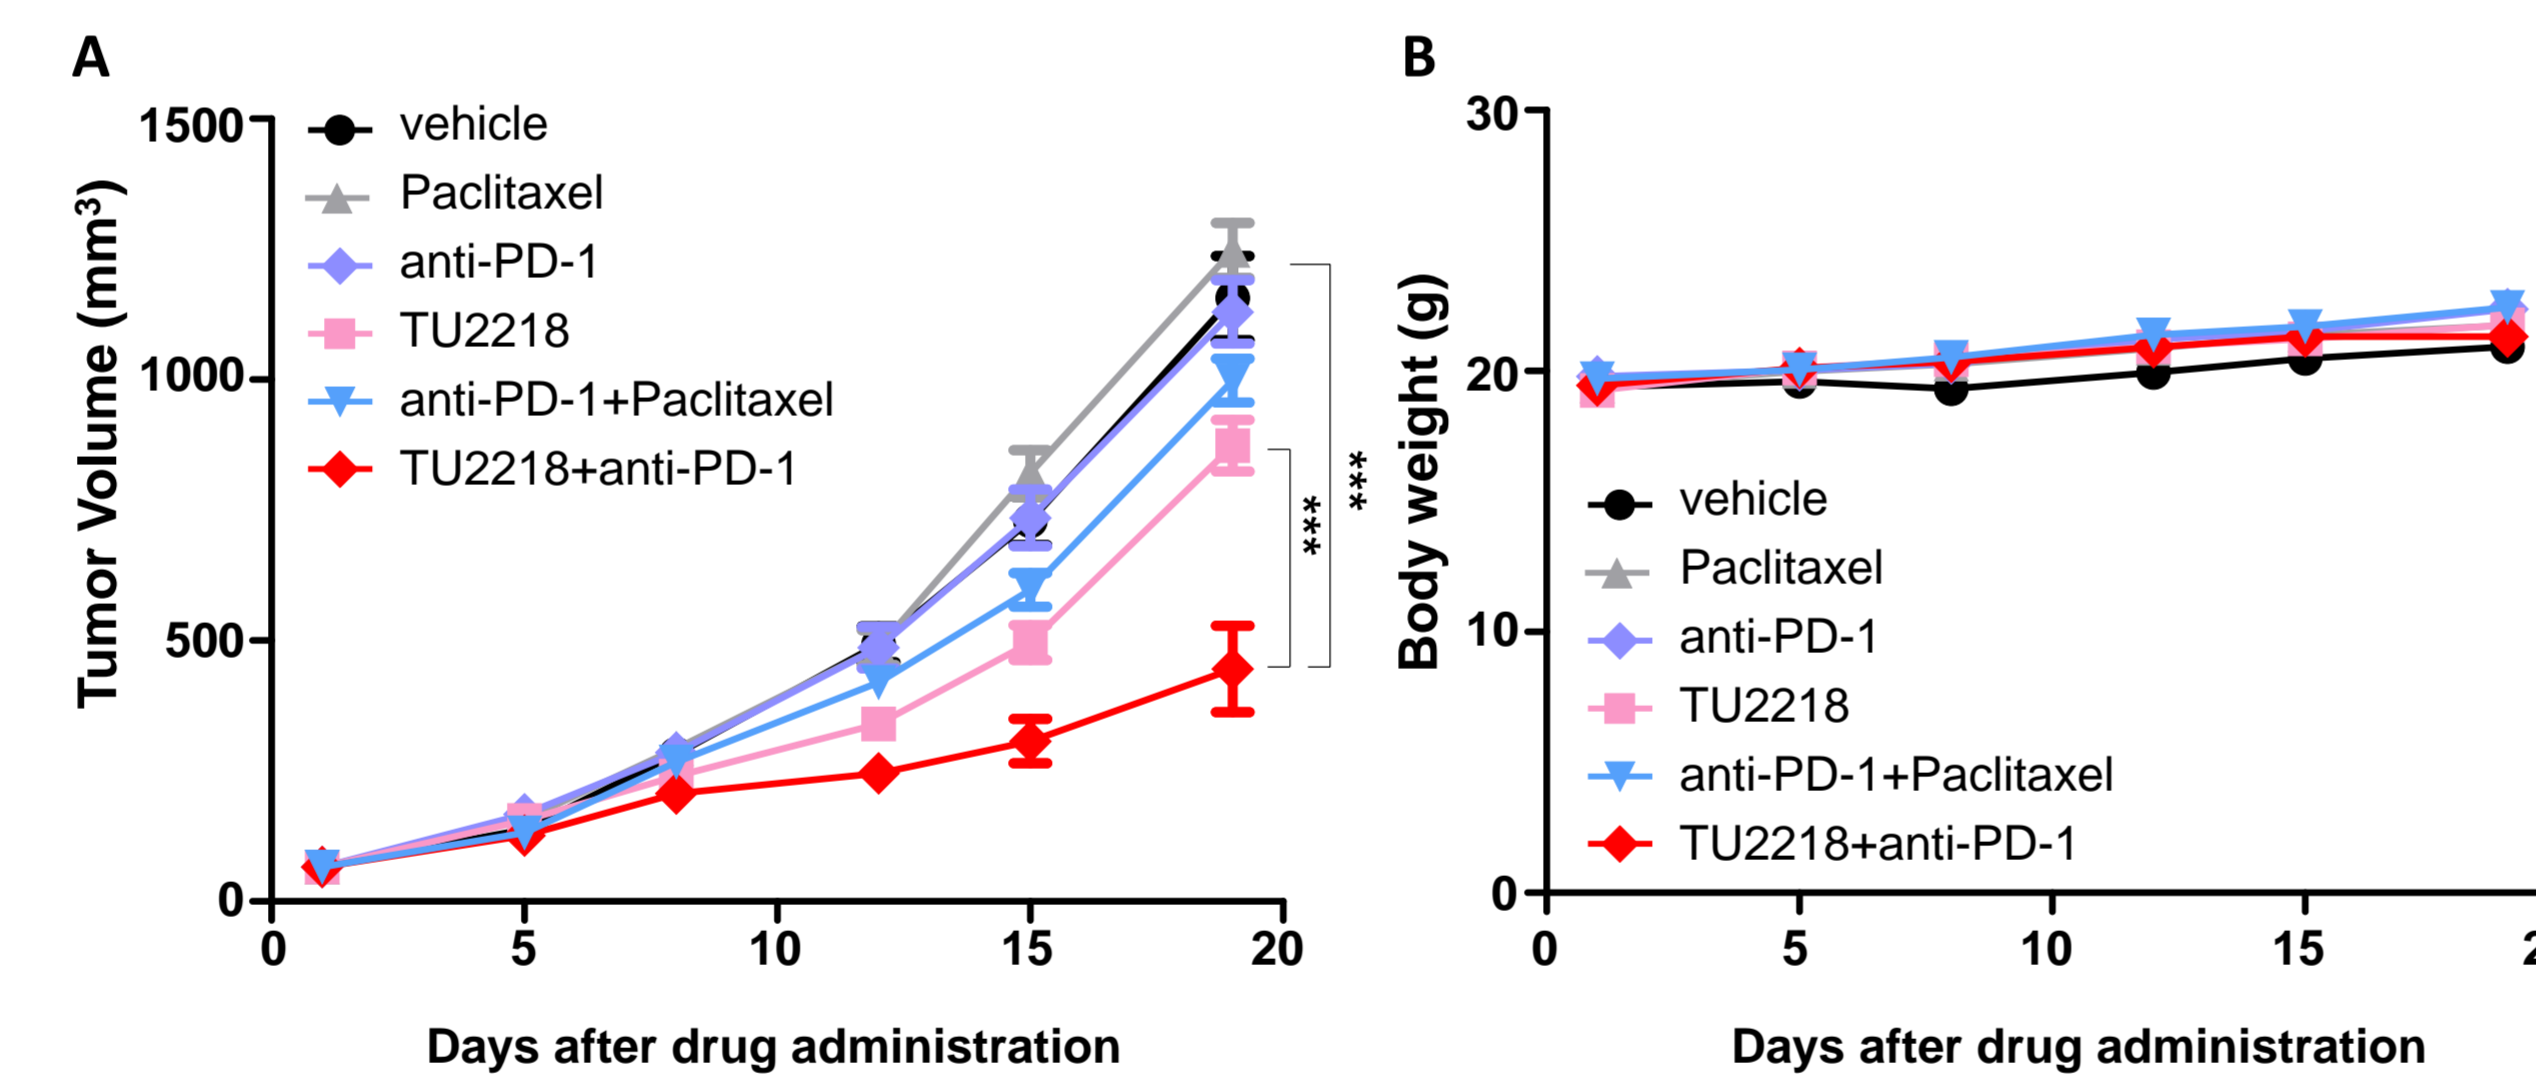 A
Tumor Volume (mm³)
1500
1000
500
0
vehicle
Paclitaxel
anti-PD-1
TU2218
anti-PD-1+Paclitaxel
TU2218+anti-PD-1
***
***
0 5 10 15 20
Days after drug administration
B
Body weight (g)
30
20
10
0
vehicle
Paclitaxel
anti-PD-1
TU2218
anti-PD-1+Paclitaxel
TU2218+anti-PD-1
0 5 10 15
Days after drug administration